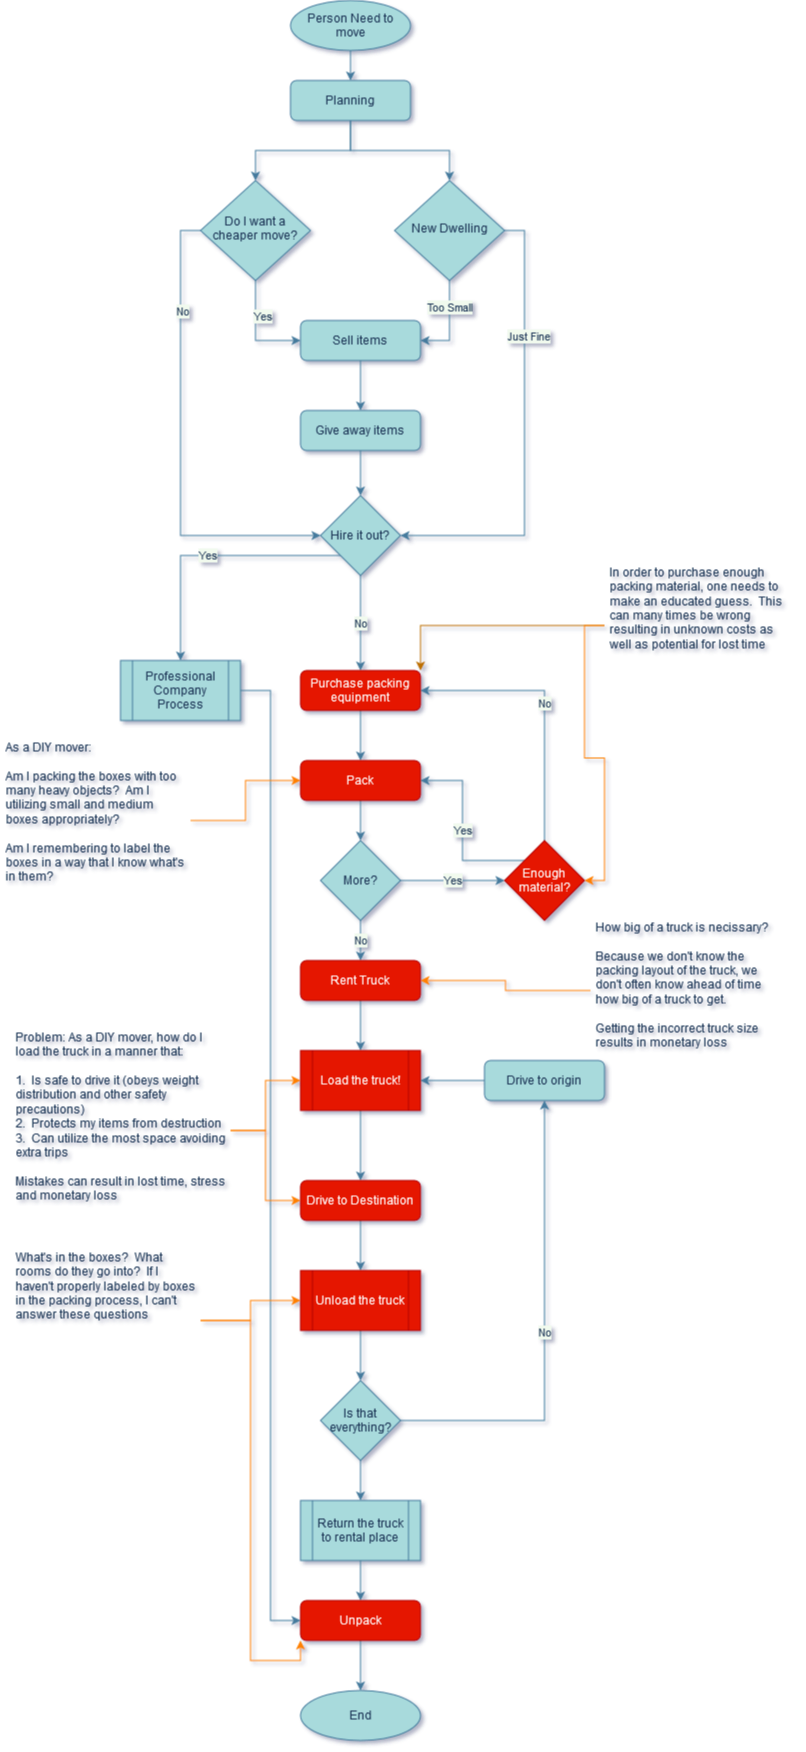 Person Need to
move
Planning
Do I want a
cheaper move?
New Dwelling
No
Yes
Too Small
Just Fine
Sell items
Give away items
Hire it out?
Yes
No
In order to purchase enough
packing material, one needs to
make an educated guess.  This
can many times be wrong
resulting in unknown costs as
well as potential for lost time
Professional
Company
Process
Purchase packing
equipment
No
As a DIY mover:
Am I packing the boxes with too
many heavy objects?  Am I
utilizing small and medium
boxes appropriately?
Am I remembering to label the
boxes in a way that I know what's
in them?
Pack
Yes
More?
Yes
Enough
material?
No
How big of a truck is necissary?
Because we don't know the
packing layout of the truck, we
don't often know ahead of time
how big of a truck to get.
Getting the incorrect truck size
results in monetary loss
Rent Truck
Problem: As a DIY mover, how do I
load the truck in a manner that:
1.  Is safe to drive it (obeys weight
distribution and other safety
precautions)
2.  Protects my items from destruction
3.  Can utilize the most space avoiding
extra trips
Mistakes can result in lost time, stress
and monetary loss
Load the truck!
Drive to origin
Drive to Destination
What's in the boxes?  What
rooms do they go into?  If I
haven't properly labeled by boxes
in the packing process, I can't
answer these questions
Unload the truck
No
Is that
everything?
Return the truck
to rental place
Unpack
End